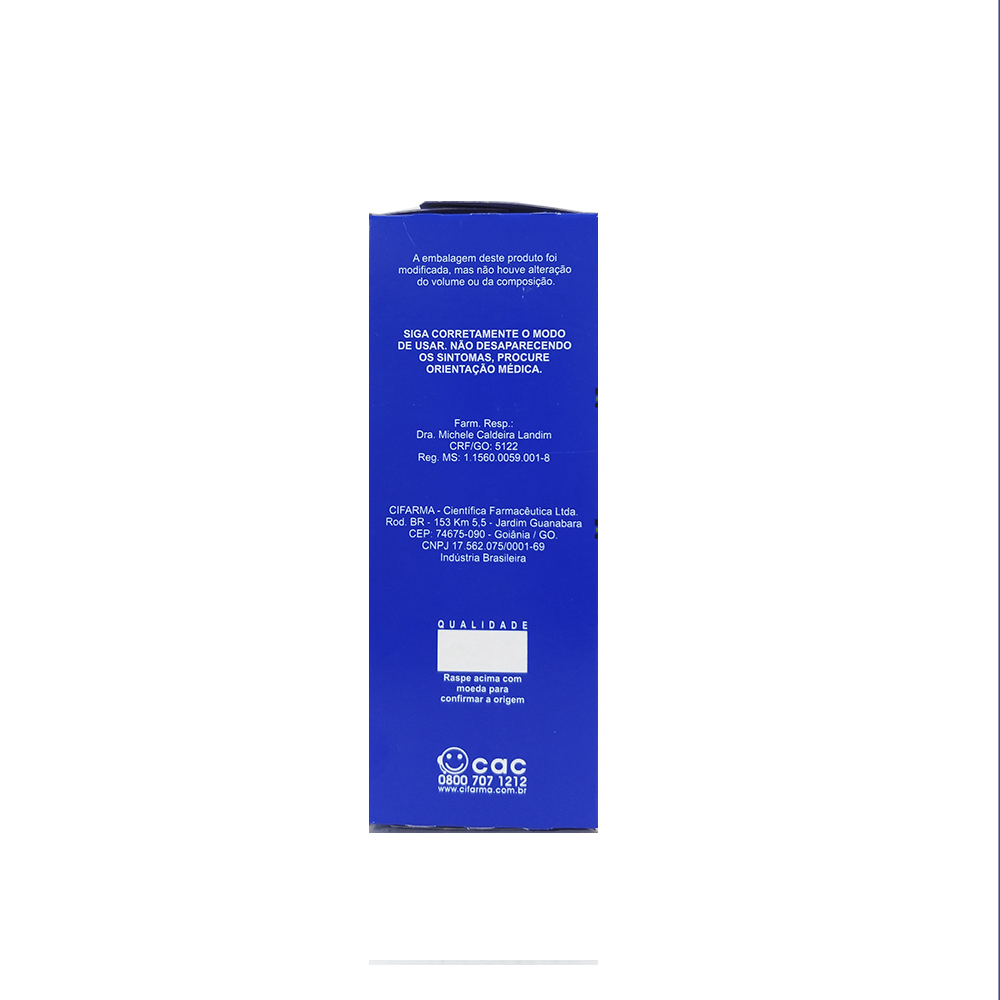 A embalagem deste produto foi
modificada, mas não houve alteração
do volume ou da composição.
SIGA CORRETAMENTE O MODO
DE USAR. NÃO DESAPARECENDO
OS SINTOMAS, PROCURE
ORIENTAÇÃO MÉDICA.
Farm. Resp.:
Dra. Michele Caldeira Landim
CRF/GO: 5122
Reg. MS: 1.1560.0059.001-8
CIFARMA - Científica Farmacêutica Ltda.
Rod. BR - 153 Km 5,5 - Jardim Guanabara
CEP: 74675-090 - Goiânia / GO.
CNPJ 17.562.075/0001-69
Indústria Brasileira
QUALIDADE
Raspe acima com
moeda para
confirmar a origem
cac
0800 707 1212
www.cifarma.com.br